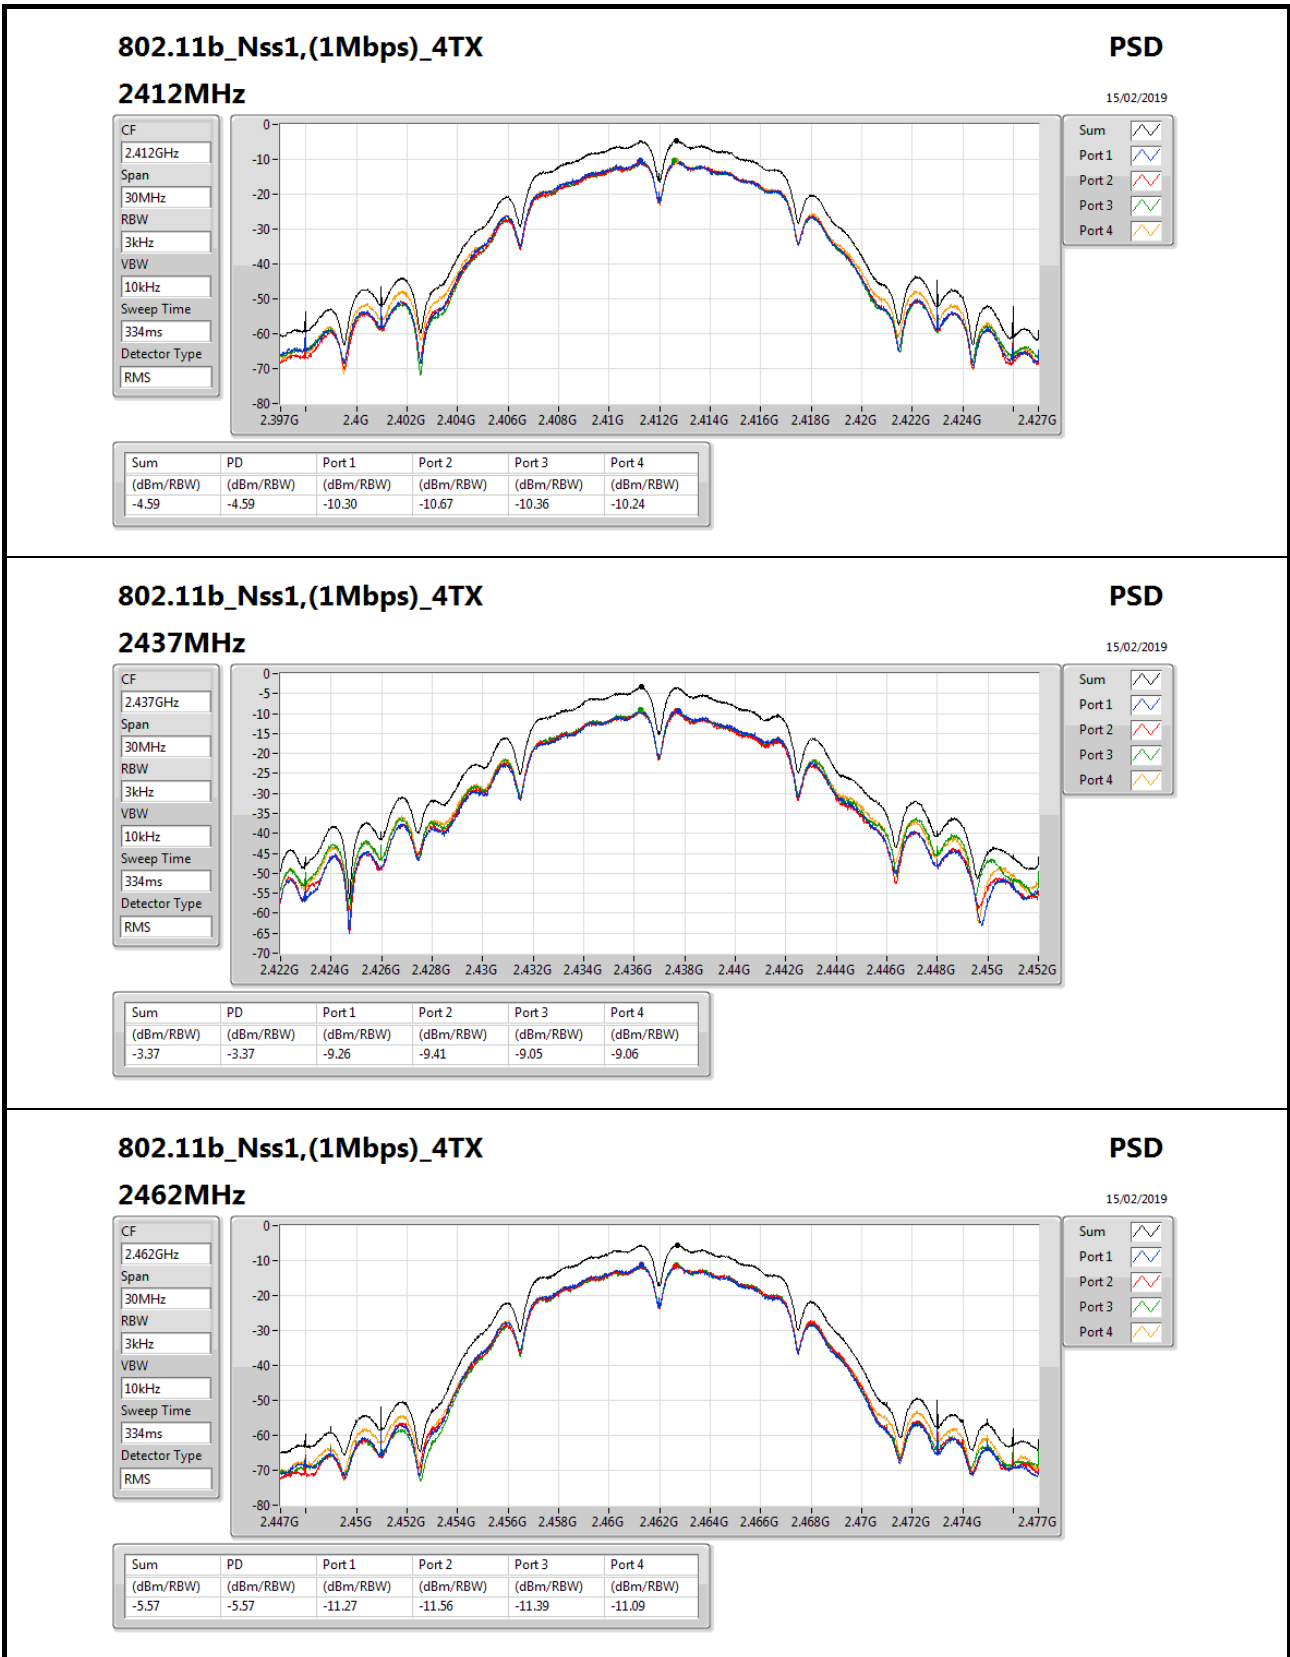 802.11b_Nss1,(1Mbps)_4TX PSD
2412MHz 15/02/2019
CF
2.412GHz
Span
30MHz
RBW
3kHz
VBW
10kHz
Sweep Time
334ms
Detector Type
RMS
0
-10
-20
-30
-40
-50
-60
-70
-80
2.397G 2.4G 2.402G 2.404G 2.406G 2.408G 2.41G 2.412G 2.414G 2.416G 2.418G 2.42G 2.422G 2.424G 2.427G
Sum
Port 1
Port 2
Port 3
Port 4
Sum PD Port 1 Port 2 Port 3 Port 4
(dBm/RBW) (dBm/RBW) (dBm/RBW) (dBm/RBW) (dBm/RBW) (dBm/RBW)
-4.59 -4.59 -10.30 -10.67 -10.36 -10.24
802.11b_Nss1,(1Mbps)_4TX PSD
2437MHz 15/02/2019
CF
2.437GHz
Span
30MHz
RBW
3kHz
VBW
10kHz
Sweep Time
334ms
Detector Type
RMS
0
-5
-10
-15
-20
-25
-30
-35
-40
-45
-50
-55
-60
-65
-70
2.422G 2.424G 2.426G 2.428G 2.43G 2.432G 2.434G 2.436G 2.438G 2.44G 2.442G 2.444G 2.446G 2.448G 2.45G 2.452G
Sum
Port 1
Port 2
Port 3
Port 4
Sum PD Port 1 Port 2 Port 3 Port 4
(dBm/RBW) (dBm/RBW) (dBm/RBW) (dBm/RBW) (dBm/RBW) (dBm/RBW)
-3.37 -3.37 -9.26 -9.41 -9.05 -9.06
802.11b_Nss1,(1Mbps)_4TX PSD
2462MHz 15/02/2019
CF
2.462GHz
Span
30MHz
RBW
3kHz
VBW
10kHz
Sweep Time
334ms
Detector Type
RMS
0
-10
-20
-30
-40
-50
-60
-70
-80
2.447G 2.45G 2.452G 2.454G 2.456G 2.458G 2.46G 2.462G 2.464G 2.466G 2.468G 2.47G 2.472G 2.474G 2.477G
Sum
Port 1
Port 2
Port 3
Port 4
Sum PD Port 1 Port 2 Port 3 Port 4
(dBm/RBW) (dBm/RBW) (dBm/RBW) (dBm/RBW) (dBm/RBW) (dBm/RBW)
-5.57 -5.57 -11.27 -11.56 -11.39 -11.09